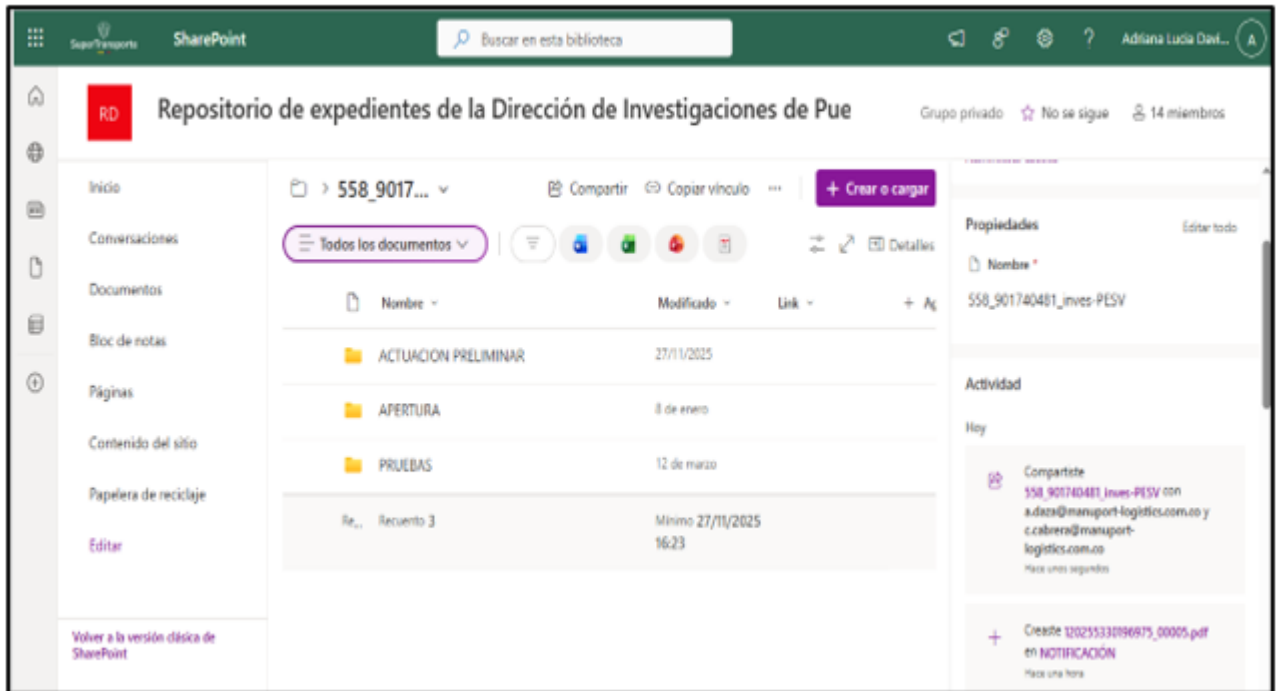 SuperTransporte
SharePoint
Buscar en esta biblioteca
Adriana Lucia Davi...
A
RD
Repositorio de expedientes de la Dirección de Investigaciones de Pue
Grupo privado
No se sigue
14 miembros
Inicio
Conversaciones
Documentos
Bloc de notas
Páginas
Contenido del sitio
Papelera de reciclaje
Editar
Volver a la versión clásica de
SharePoint
> 558_9017...
Compartir
Copiar vínculo
...
+ Crear o cargar
Todos los documentos
Detalles
Nombre
Modificado
Link
+ Ag
ACTUACION PRELIMINAR
27/11/2025
APERTURA
8 de enero
PRUEBAS
12 de marzo
Re...
Recuento 3
Mínimo 27/11/2025
16:23
Propiedades
Editar todo
Nombre *
558_901740481_inves-PESV
Actividad
Hoy
Compartiste
558_901740481_inves-PESV con
a.daza@manuport-logistics.com.co y
c.cabrera@manuport-
logistics.com.co
Hace unos segundos
Creaste 120255330196975_00005.pdf
en NOTIFICACIÓN
Hace una hora